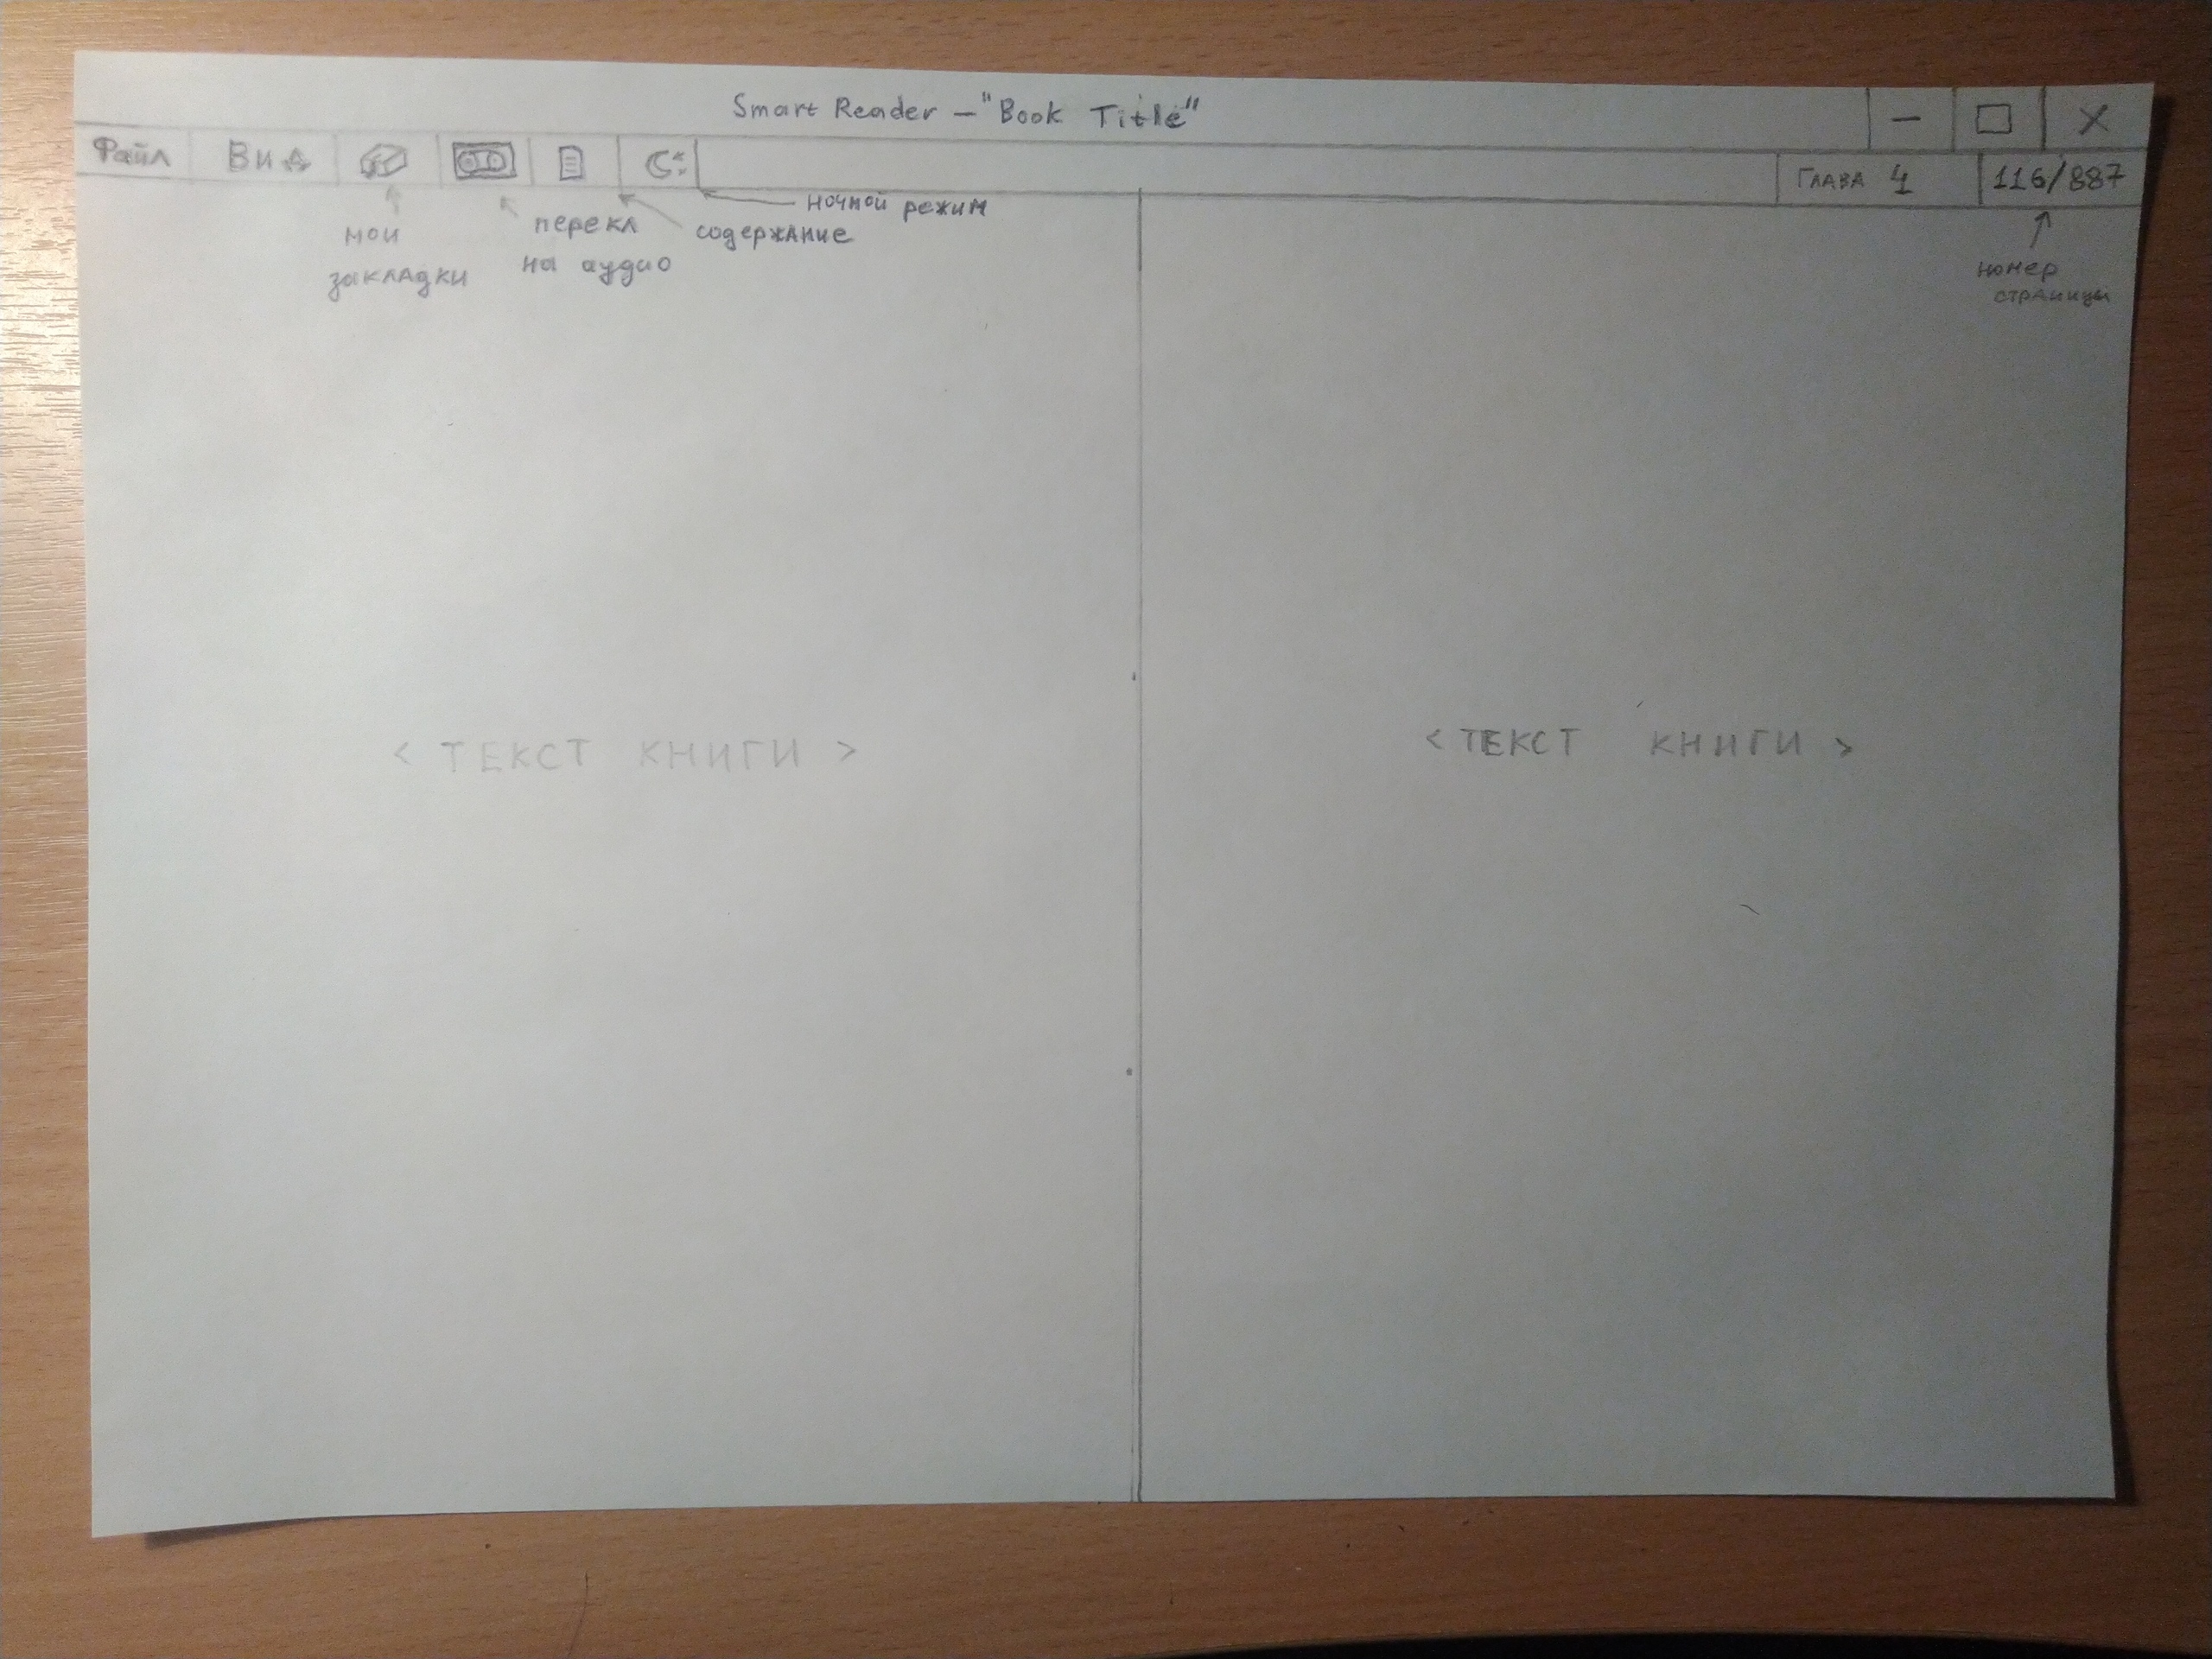 Smart Reader — "Book Title"
Файл Вид Глава 4 116/887
мои
закладки
перекл
на аудио
содержание
ночной режим
номер
страницы
< ТЕКСТ КНИГИ >
< ТЕКСТ КНИГИ >